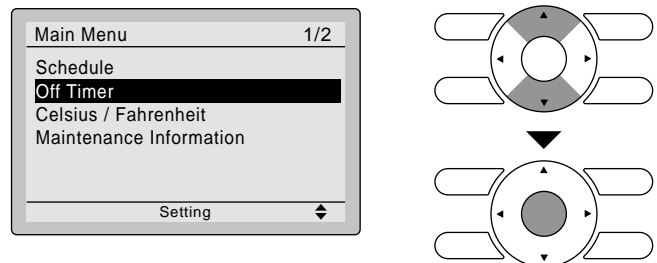 Main Menu 1/2
Schedule
Off Timer
Celsius / Fahrenheit
Maintenance Information
Setting